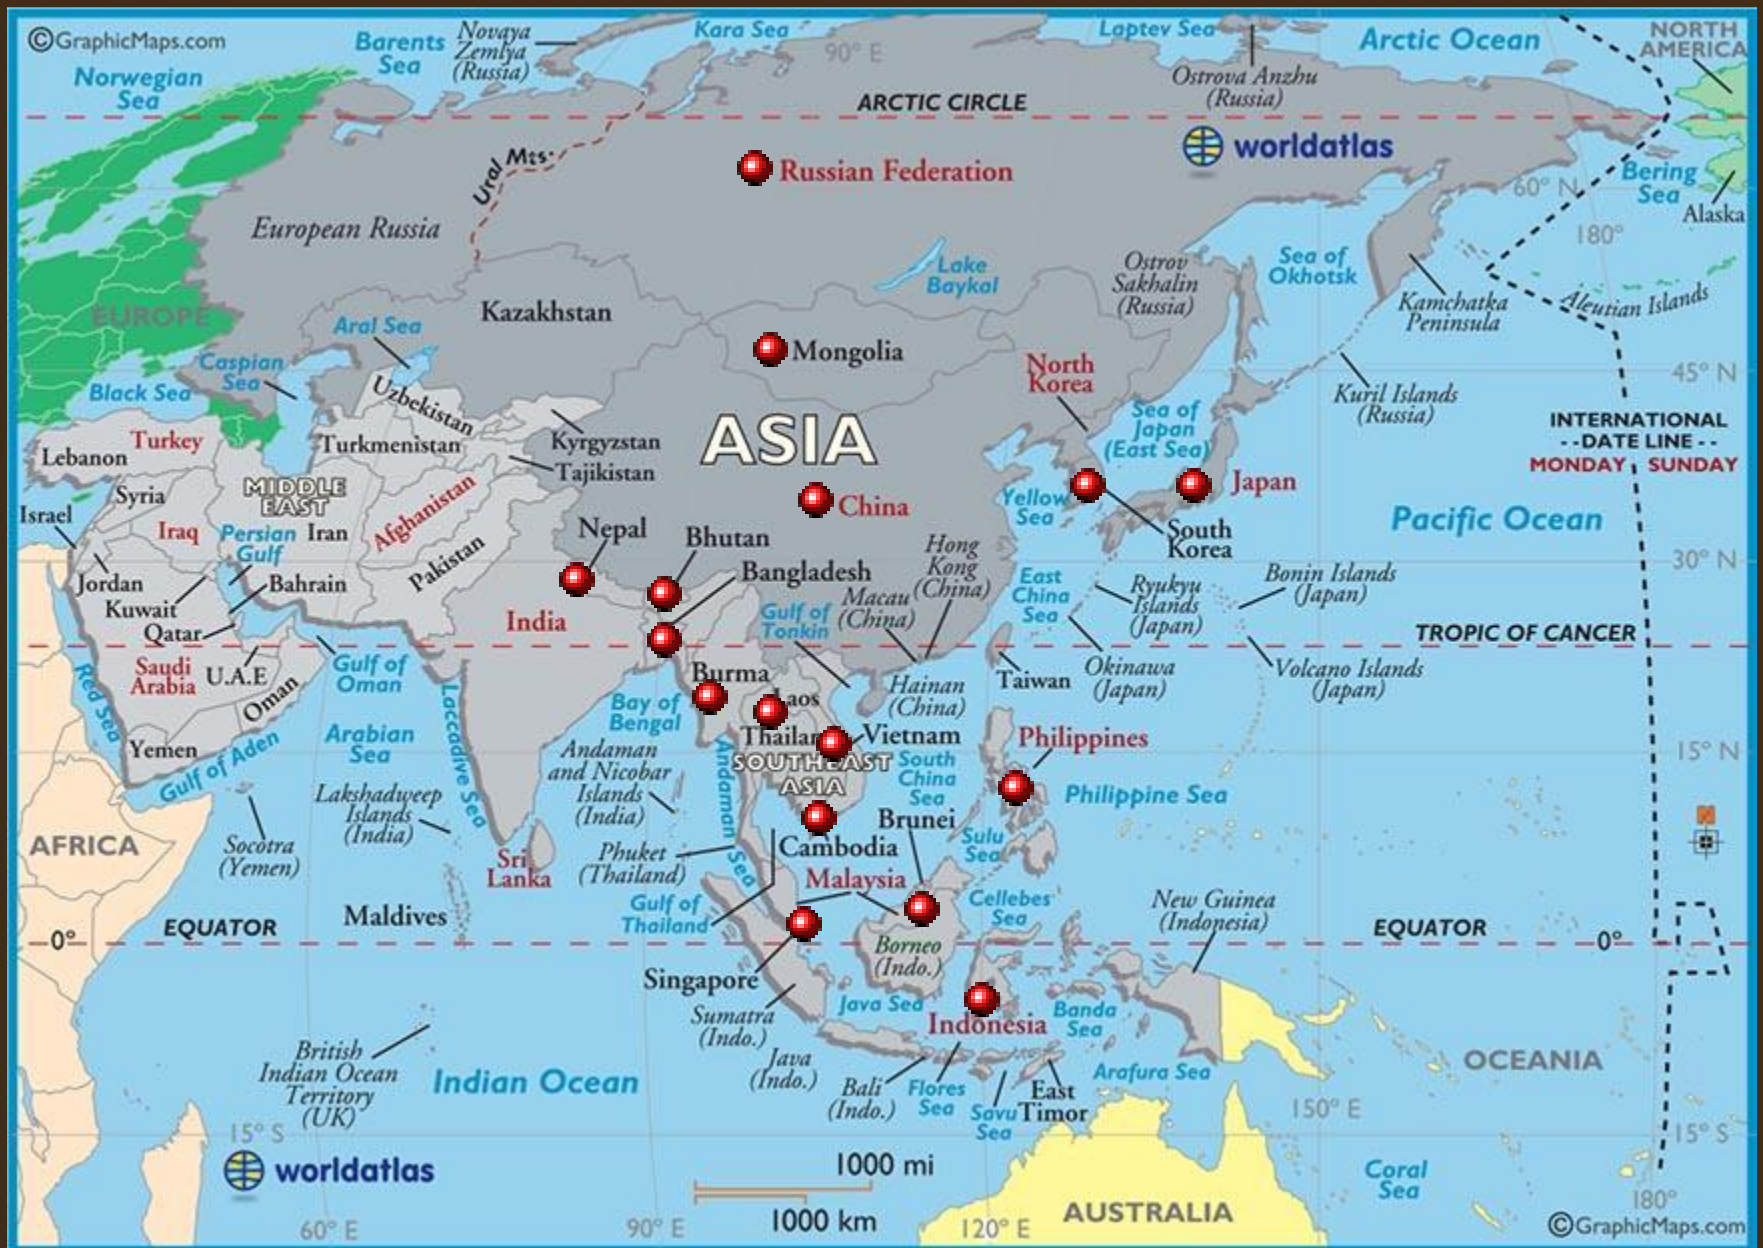 ©GraphicMaps.com
Norwegian
Sea
Barents
Sea
Novaya
Zemlya
(Russia)
Kara Sea
90° E
Laptev Sea
Ostrova Anzhu
(Russia)
Arctic Ocean
NORTH
AMERICA
ARCTIC CIRCLE
worldatlas
Ural Mts.
Russian Federation
60° N
Bering
Sea
Alaska
180°
European Russia
Lake
Baykal
Ostrov
Sakhalin
(Russia)
Sea of
Okhotsk
Kamchatka
Peninsula
Aleutian Islands
EUROPE
Kazakhstan
Aral Sea
Mongolia
Caspian
Sea
Black Sea
North
Korea
45° N
Kuril Islands
(Russia)
Sea of
Japan
(East Sea)
INTERNATIONAL
--DATE LINE--
MONDAY SUNDAY
Uzbekistan
Turkmenistan
Kyrgyzstan
Tajikistan
ASIA
Turkey
Lebanon
Syria
Israel
Iraq
MIDDLE
EAST
Iran
Afghanistan
Pakistan
Persian
Gulf
Jordan
Kuwait
Bahrain
Qatar
Saudi
Arabia
U.A.E
Oman
Yemen
Red Sea
Gulf of Aden
Gulf of
Oman
Arabian
Sea
China
Yellow
Sea
Japan
South
Korea
Pacific Ocean
30° N
Nepal
Bhutan
Bangladesh
India
Hong
Kong
(China)
Macau
(China)
Gulf of
Tonkin
East
China
Sea
Ryukyu
Islands
(Japan)
Bonin Islands
(Japan)
TROPIC OF CANCER
Okinawa
(Japan)
Volcano Islands
(Japan)
Taiwan
Hainan
(China)
Burma
Laos
Bay of
Bengal
Laccadive Sea
Vietnam
SOUTHEAST
ASIA
South
China
Sea
Philippines
15° N
Philippine Sea
Andaman
and Nicobar
Islands
(India)
Andaman Sea
Lakshadweep
Islands
(India)
AFRICA
Socotra
(Yemen)
Sri
Lanka
Phuket
(Thailand)
Cambodia
Brunei
Sulu
Sea
Malaysia
Gulf of
Thailand
Cellebes
Sea
New Guinea
(Indonesia)
N
Maldives
EQUATOR
EQUATOR
0°
0°
Borneo
(Indo.)
Singapore
Sumatra
(Indo.)
Java Sea
Indonesia
Banda
Sea
Java
(Indo.)
Bali
(Indo.)
Flores
Sea
Savu
Sea
East
Timor
Arafura Sea
OCEANIA
British
Indian Ocean
Territory
(UK)
Indian Ocean
15° S
150° E
15° S
worldatlas
1000 mi
1000 km
60° E
90° E
120° E
AUSTRALIA
Coral
Sea
180°
©GraphicMaps.com